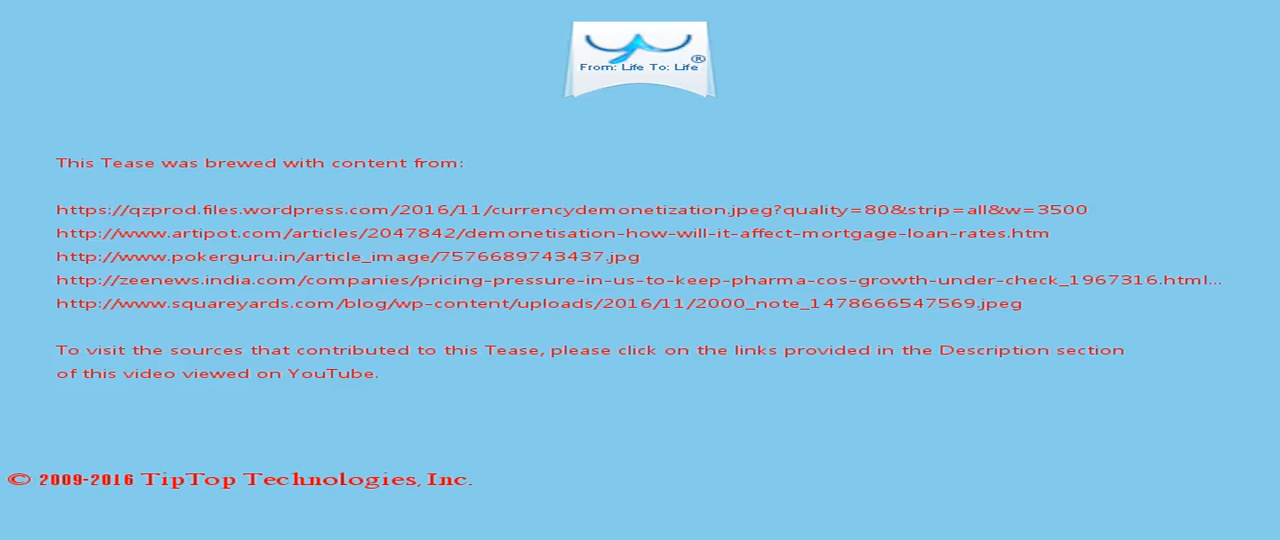 From: Life To: Life
®
This Tease was brewed with content from:
https://qzprod.files.wordpress.com/2016/11/currencydemonetization.jpeg?quality=80&strip=all&w=3500
http://www.artipot.com/articles/2047842/demonetisation-how-will-it-affect-mortgage-loan-rates.htm
http://www.pokerguru.in/article_image/7576689743437.jpg
http://zeenews.india.com/companies/pricing-pressure-in-us-to-keep-pharma-cos-growth-under-check_1967316.html...
http://www.squareyards.com/blog/wp-content/uploads/2016/11/2000_note_1478666547569.jpeg
To visit the sources that contributed to this Tease, please click on the links provided in the Description section
of this video viewed on YouTube.
© 2009-2016 TipTop Technologies, Inc.